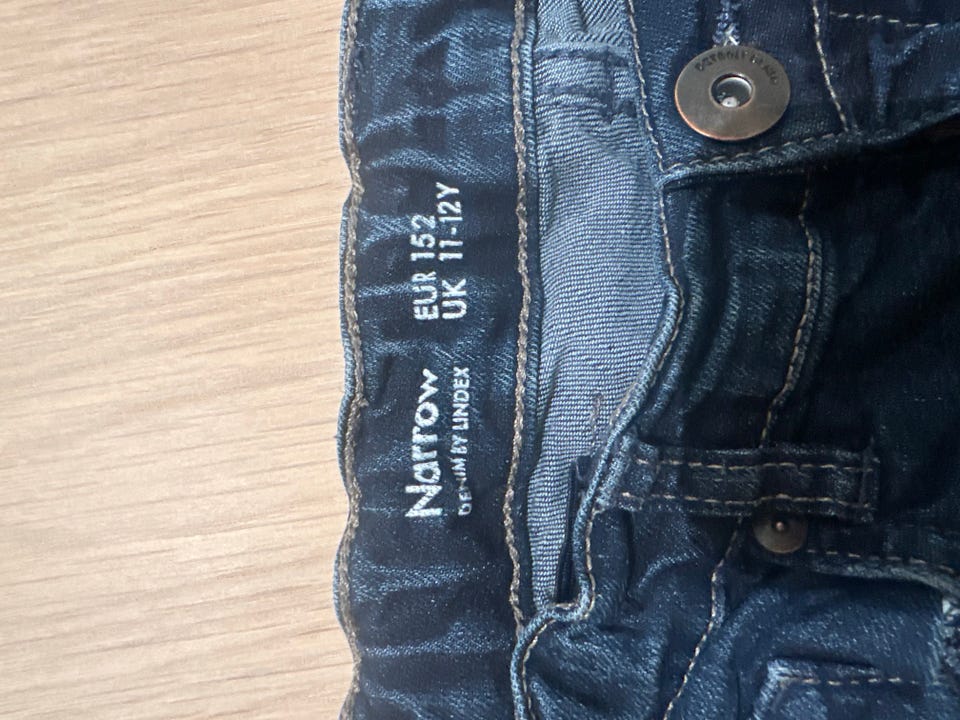 Narrow
DENIM BY LINDEX
EUR 152
UK 11-12Y